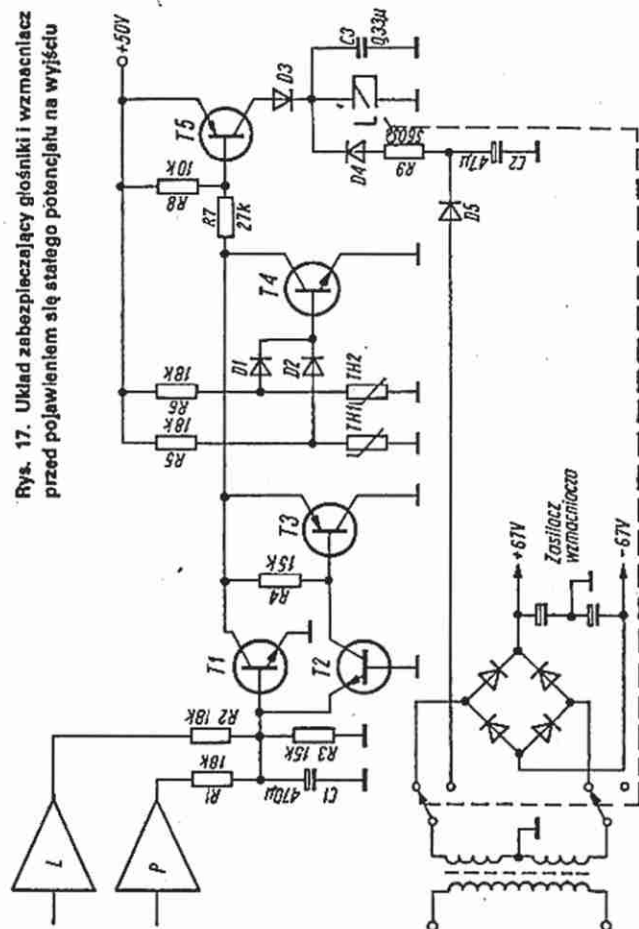 Rys. 17. Układ zabezpieczający głośniki i wzmacniacz
przed pojawieniem się stałego potencjału na wyjściu
+50V
R8
10k
T5
D3
C3
0,33µ
R7
27k
L
D4
R9
560Ω
47µ
C2
D5
T4
D1
D2
R6
18k
R5
18k
TH2
TH1
T3
R4
15k
T1
T2
R2 18k
R1
18k
R3 15k
470µ
C1
L
P
+67V
Zasilacz
wzmacniacza
-67V